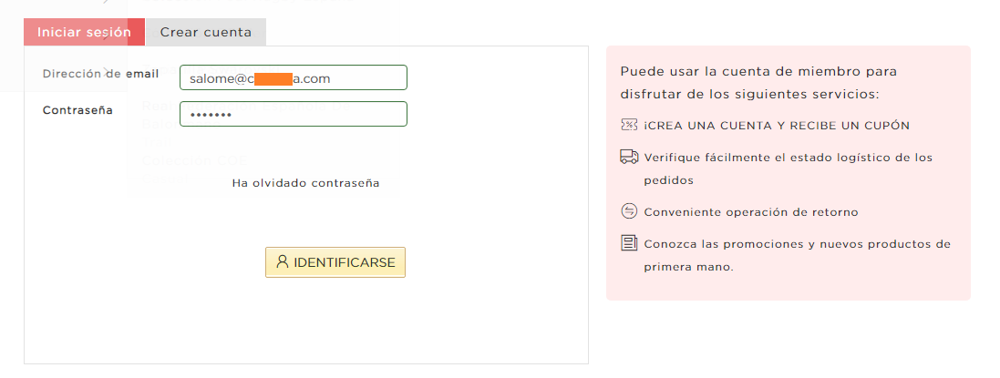 Iniciar sesión
Crear cuenta
Dirección de email
salome@c a.com
Contraseña
•••••••
Ha olvidado contraseña
IDENTIFICARSE
Puede usar la cuenta de miembro para
disfrutar de los siguientes servicios:
¡CREA UNA CUENTA Y RECIBE UN CUPÓN
Verifique fácilmente el estado logístico de los
pedidos
Conveniente operación de retorno
Conozca las promociones y nuevos productos de
primera mano.